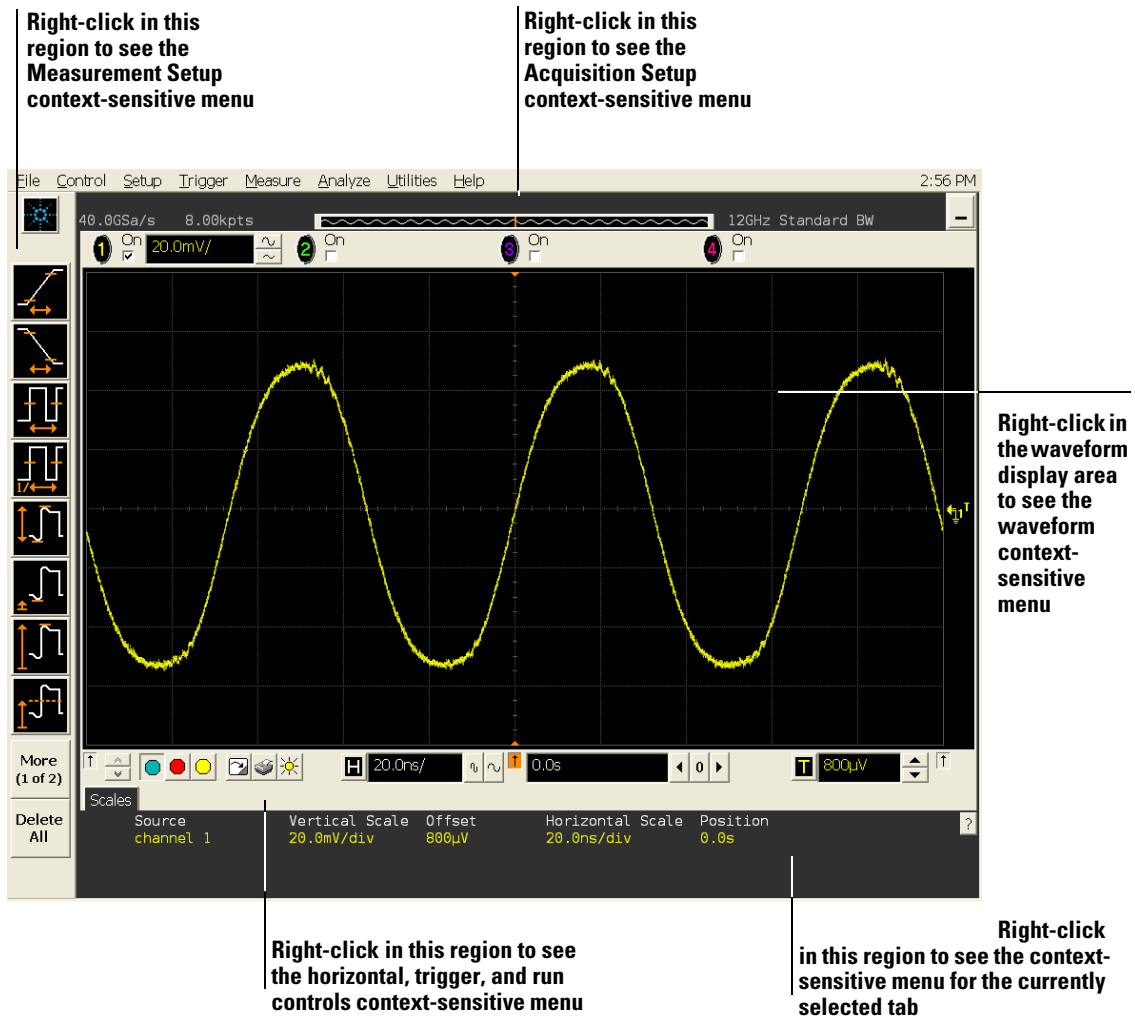 Right-click in this
region to see the
Measurement Setup
context-sensitive menu
Right-click in this
region to see the
Acquisition Setup
context-sensitive menu
File Control Setup Trigger Measure Analyze Utilities Help 2:56 PM
40.0GSa/s 8.00kpts 12GHz Standard BW
1 On 20.0mV/ 2 On 3 On 4 On
1/
Right-click in
the waveform
display area
to see the
waveform
context-
sensitive
menu
1 T
More
(1 of 2)
H 20.0ns/ 0.0s 0 T 800µV
Delete
All
Scales
Source Vertical Scale Offset Horizontal Scale Position ?
channel 1 20.0mV/div 800µV 20.0ns/div 0.0s
Right-click in this region to see
the horizontal, trigger, and run
controls context-sensitive menu
Right-click
in this region to see the context-
sensitive menu for the currently
selected tab